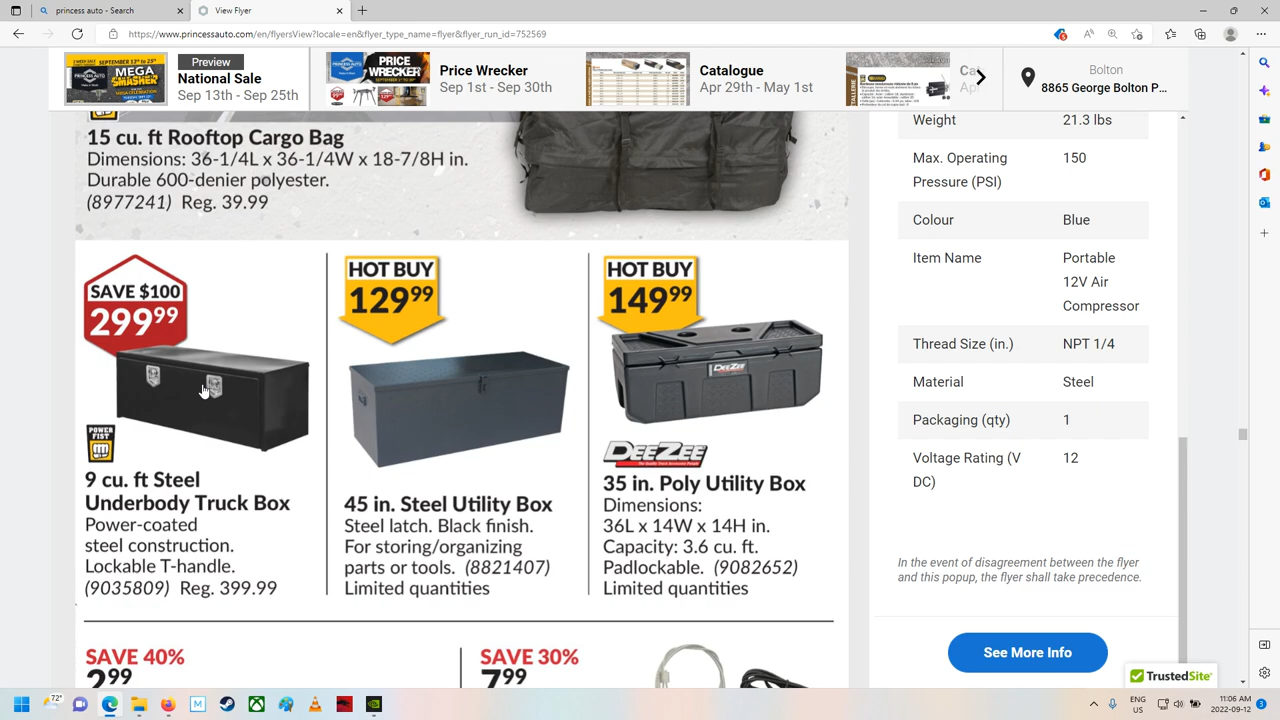 princess auto - Search
View Flyer
https://www.princessauto.com/en/flyersView?locale=en&flyer_type_name=flyer&flyer_run_id=752569
Preview
National Sale
th - Sep 25th
Price Wrecker
Sep 1st - Sep 30th
Catalogue
Apr 29th - May 1st
8865 George Bolton P...
15 cu. ft Rooftop Cargo Bag
Dimensions: 36-1/4L x 36-1/4W x 18-7/8H in.
Durable 600-denier polyester.
(8977241) Reg. 39.99
SAVE $100
299.99
POWER FIST
9 cu. ft Steel
Underbody Truck Box
Power-coated
steel construction.
Lockable T-handle.
(9035809) Reg. 399.99
HOT BUY
129.99
45 in. Steel Utility Box
Steel latch. Black finish.
For storing/organizing
parts or tools. (8821407)
Limited quantities
HOT BUY
149.99
DEEZEE
35 in. Poly Utility Box
Dimensions:
36L x 14W x 14H in.
Capacity: 3.6 cu. ft.
Padlockable. (9082652)
Limited quantities
SAVE 40%
2.99
SAVE 30%
7.99
Weight 21.3 lbs
Max. Operating 150
Pressure (PSI)
Colour Blue
Item Name Portable
12V Air
Compressor
Thread Size (in.) NPT 1/4
Material Steel
Packaging (qty) 1
Voltage Rating (V 12
DC)
In the event of disagreement between the flyer
and this popup, the flyer shall take precedence.
See More Info
TrustedSite
72°
ENG
US
11:06 AM
2022-09-12